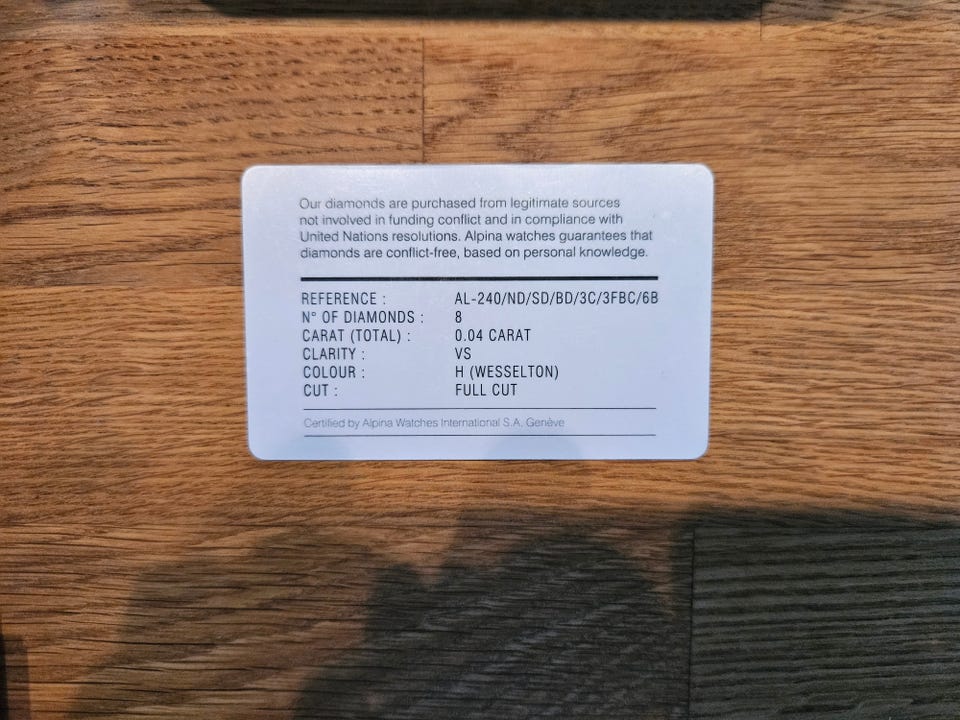 Our diamonds are purchased from legitimate sources
not involved in funding conflict and in compliance with
United Nations resolutions. Alpina watches guarantees that
diamonds are conflict-free, based on personal knowledge.
REFERENCE : AL-240/ND/SD/BD/3C/3FBC/6B
N° OF DIAMONDS : 8
CARAT (TOTAL) : 0.04 CARAT
CLARITY : VS
COLOUR : H (WESSELTON)
CUT : FULL CUT
Certified by Alpina Watches International S.A. Genève